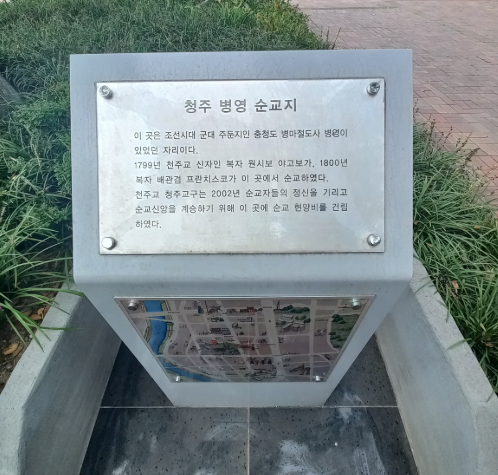 청주 병영 순교지
이 곳은 조선시대 군대 주둔지인 충청도 병마절도사 병영이
있었던 자리이다.
1799년 천주교 신자인 복자 원시보 야고보가, 1800년
복자 배관겸 프란치스코가 이 곳에서 순교하였다.
천주교 청주교구는 2002년 순교자들의 정신을 기리고
순교신앙을 계승하기 위해 이 곳에 순교 현양비를 건립
하였다.